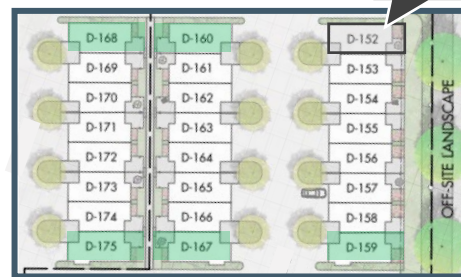 D-168 D-160 D-152
D-169 D-161 D-153
D-170 D-162 D-154
D-171 D-163 D-155
D-172 D-164 D-156
D-173 D-165 D-157
D-174 D-166 D-158
D-175 D-167 D-159
OFF-SITE LANDSCAPE